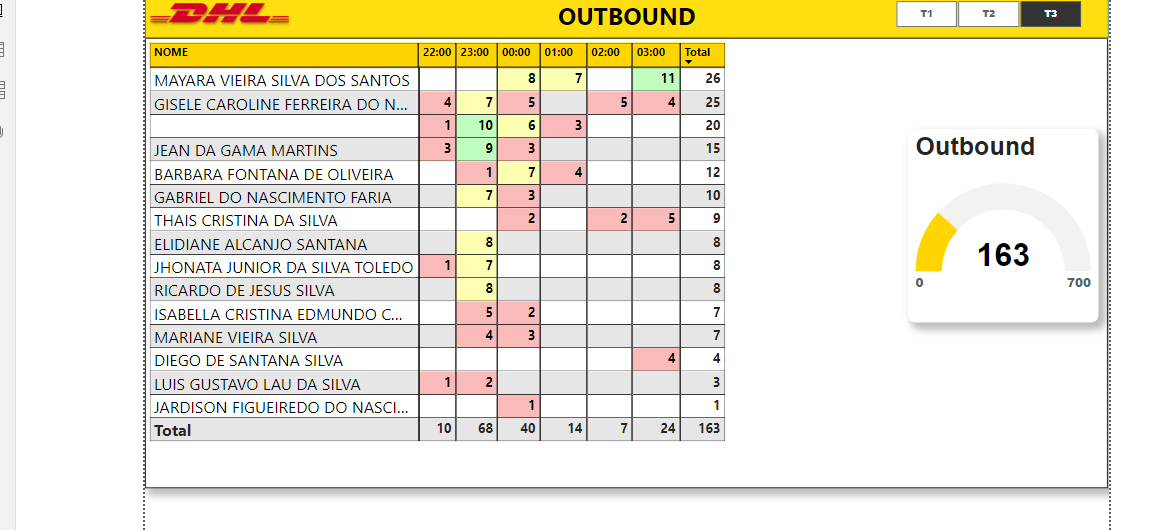 DHL OUTBOUND T1 T2 T3
NOME 22:00 23:00 00:00 01:00 02:00 03:00 Total
MAYARA VIEIRA SILVA DOS SANTOS 8 7 11 26
GISELE CAROLINE FERREIRA DO N... 4 7 5 5 4 25
1 10 6 3 20
JEAN DA GAMA MARTINS 3 9 3 15
BARBARA FONTANA DE OLIVEIRA 1 7 4 12
GABRIEL DO NASCIMENTO FARIA 7 3 10
THAIS CRISTINA DA SILVA 2 2 5 9
ELIDIANE ALCANJO SANTANA 8 8
JHONATA JUNIOR DA SILVA TOLEDO 1 7 8
RICARDO DE JESUS SILVA 8 8
ISABELLA CRISTINA EDMUNDO C... 5 2 7
MARIANE VIEIRA SILVA 4 3 7
DIEGO DE SANTANA SILVA 4 4
LUIS GUSTAVO LAU DA SILVA 1 2 3
JARDISON FIGUEIREDO DO NASCI... 1 1
Total 10 68 40 14 7 24 163
Outbound
163
0 700